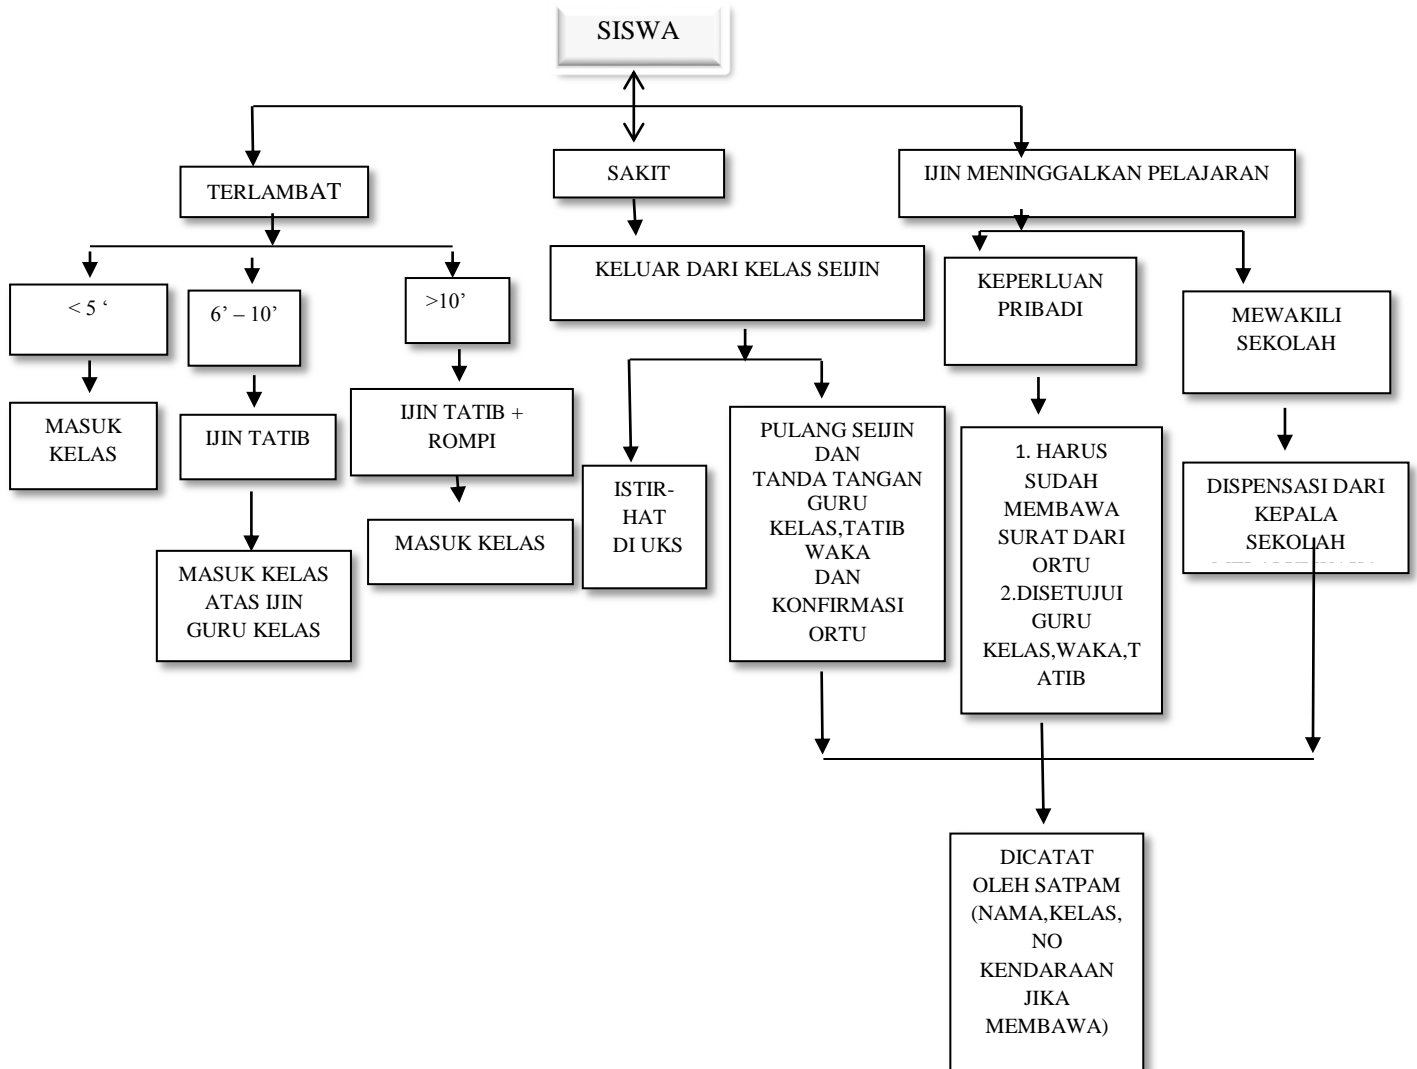 SISWA
TERLAMBAT
SAKIT
IJIN MENINGGALKAN PELAJARAN
< 5 ‘
6’ – 10’
>10’
KELUAR DARI KELAS SEIJIN
KEPERLUAN
PRIBADI
MEWAKILI
SEKOLAH
MASUK
KELAS
IJIN TATIB
IJIN TATIB +
ROMPI
MASUK KELAS
ATAS IJIN
GURU KELAS
MASUK KELAS
ISTIR-
HAT
DI UKS
PULANG SEIJIN
DAN
TANDA TANGAN
GURU
KELAS,TATIB
WAKA
DAN
KONFIRMASI
ORTU
1. HARUS
SUDAH
MEMBAWA
SURAT DARI
ORTU
2.DISETUJUI
GURU
KELAS,WAKA,T
ATIB
DISPENSASI DARI
KEPALA
SEKOLAH
DICATAT
OLEH SATPAM
(NAMA,KELAS,
NO
KENDARAAN
JIKA
MEMBAWA)